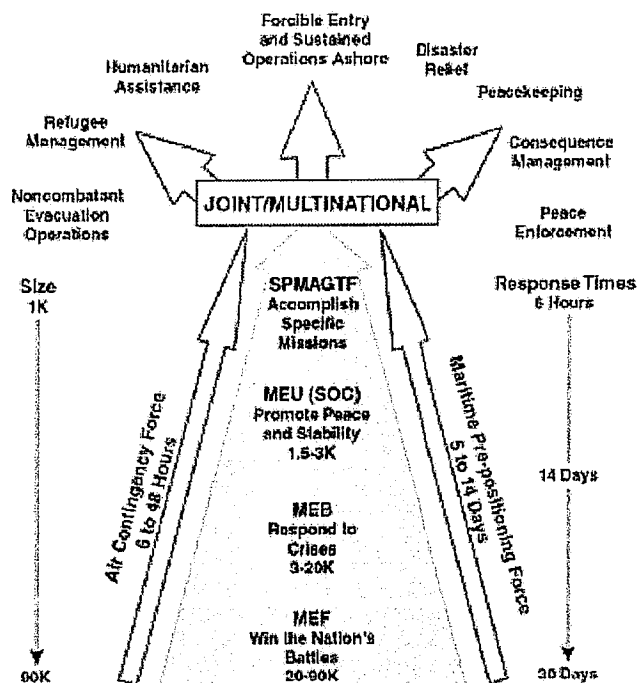 Forcible Entry
and Sustained
Operations Ashore
Humanitarian
Assistance
Disaster
Relief
Peacekeeping
Refugee
Management
Consequence
Management
JOINT/MULTINATIONAL
Noncombatant
Evacuation
Operations
Peace
Enforcement
Size
1K
Response Times
6 Hours
SPMAGTF
Accomplish
Specific
Missions
MEU (SOC)
Promote Peace
and Stability
1.5-3K
Air Contingency Force
6 to 48 Hours
Maritime Pre-positioning Force
5 to 14 Days
14 Days
MEB
Respond to
Crises
3-20K
MEF
Win the Nation's
Battles
20-90K
90K
30 Days